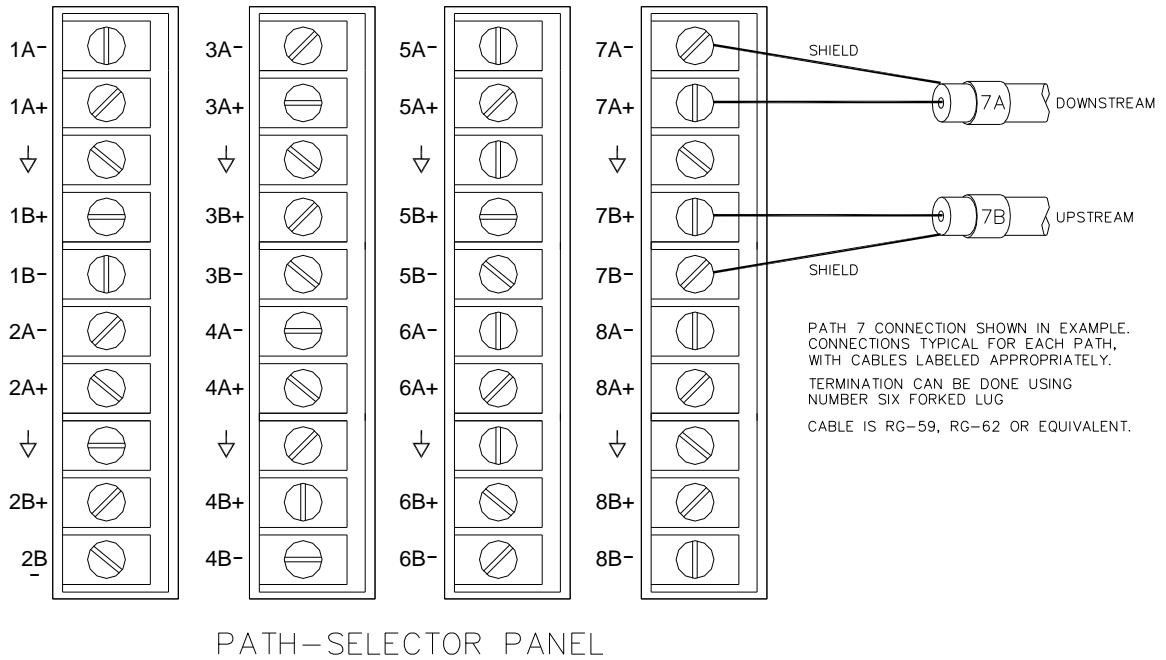 1A- 3A- 5A- 7A- SHIELD
1A+ 3A+ 5A+ 7A+ 7A DOWNSTREAM
1B+ 3B+ 5B+ 7B+ 7B UPSTREAM
1B- 3B- 5B- 7B- SHIELD
2A- 4A- 6A- 8A-
2A+ 4A+ 6A+ 8A+
2B+ 4B+ 6B+ 8B+
2B- 4B- 6B- 8B-
PATH 7 CONNECTION SHOWN IN EXAMPLE.
CONNECTIONS TYPICAL FOR EACH PATH,
WITH CABLES LABELED APPROPRIATELY.
TERMINATION CAN BE DONE USING
NUMBER SIX FORKED LUG
CABLE IS RG-59, RG-62 OR EQUIVALENT.
PATH-SELECTOR PANEL